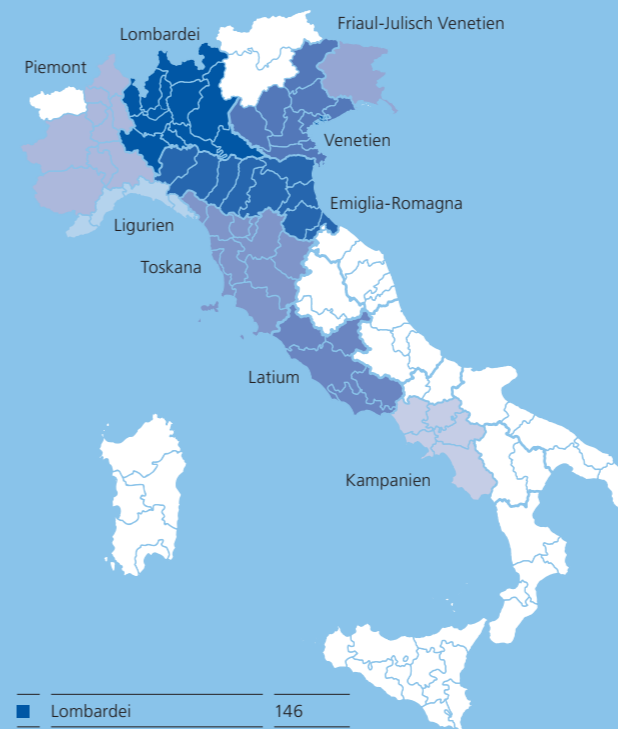 Friaul-Julisch Venetien
Lombardei
Piemont
Venetien
Emiglia-Romagna
Ligurien
Toskana
Latium
Kampanien
Lombardei 146